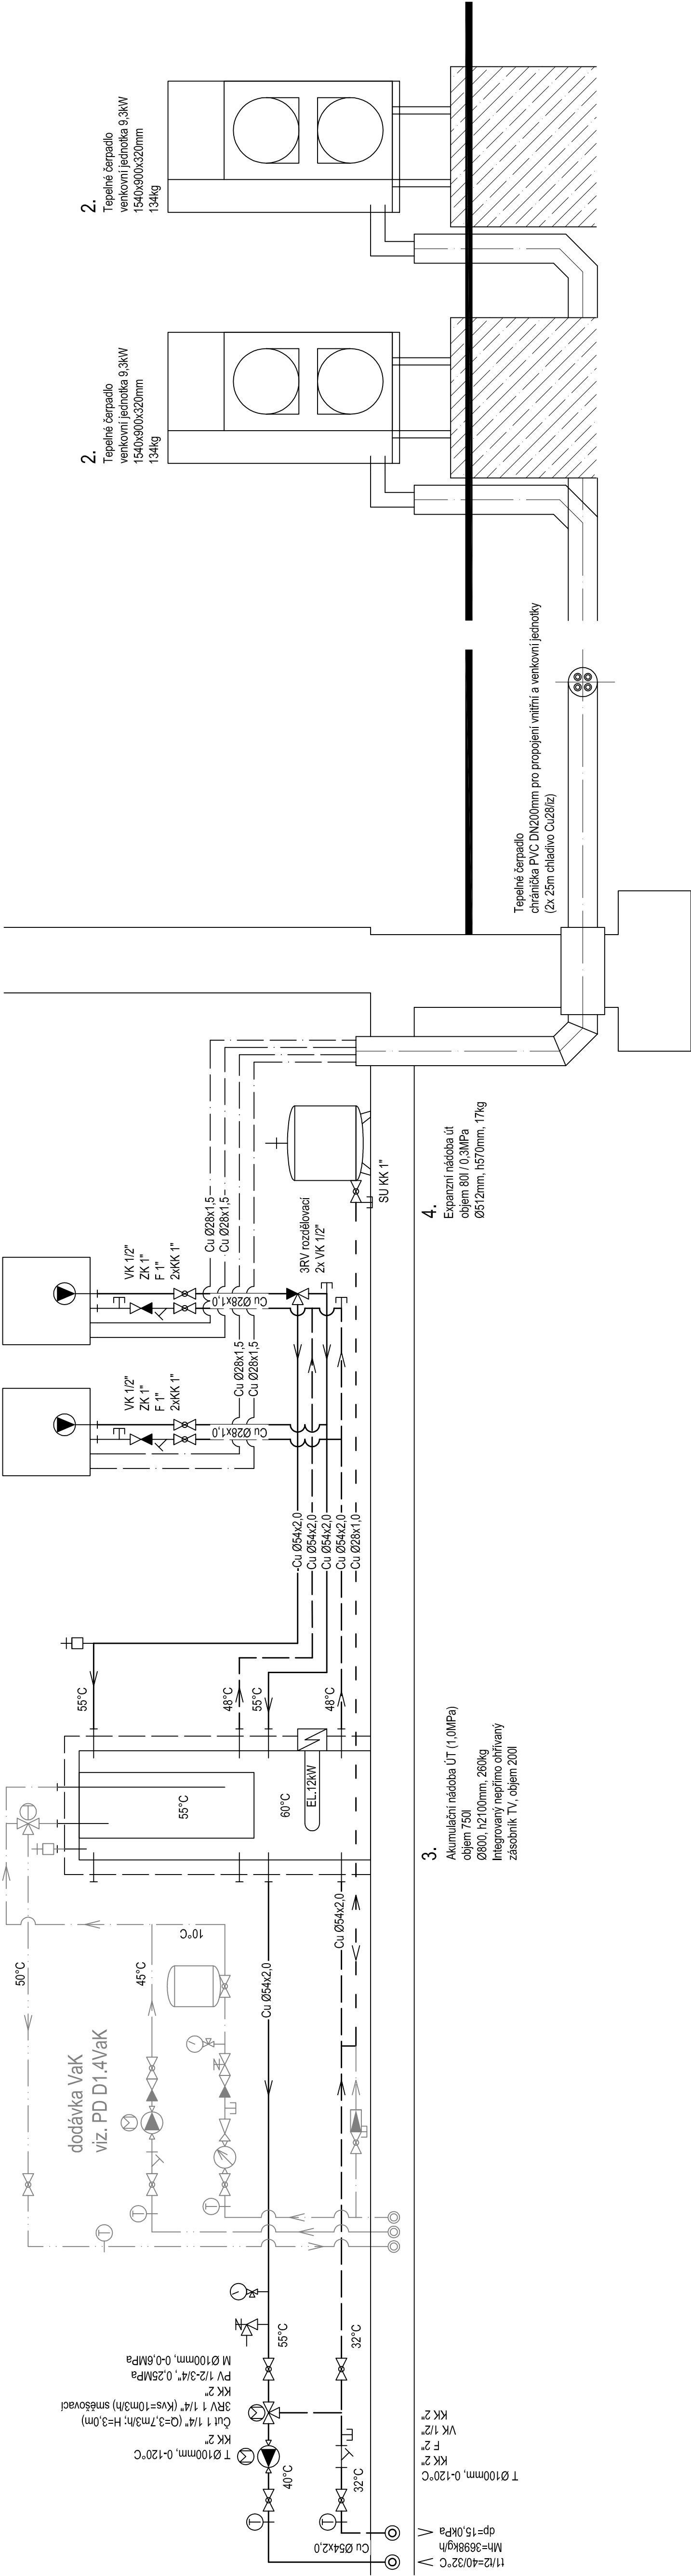 2.
Tepelné čerpadlo
venkovní jednotka 9,3kW
1540x900x320mm
134kg
2.
Tepelné čerpadlo
venkovní jednotka 9,3kW
1540x900x320mm
134kg
Tepelné čerpadlo
chránička PVC DN200mm pro propojení vnitřní a venkovní jednotky
(2x 25m chladivo Cu28/iz)
4.
Expanzní nádoba út
objem 80l / 0,3MPa
Ø512mm, h570mm, 17kg
SU KK 1"
Cu Ø28x1,5
Cu Ø28x1,5
3RV rozdělovací
2x VK 1/2"
VK 1/2"
ZK 1"
F 1"
2xKK 1"
Cu Ø28x1,0
Cu Ø28x1,5
Cu Ø28x1,5
VK 1/2"
ZK 1"
F 1"
2xKK 1"
Cu Ø28x1,0
Cu Ø54x2,0
Cu Ø54x2,0
Cu Ø54x2,0
Cu Ø54x2,0
Cu Ø28x1,0
55°C
48°C
55°C
48°C
3.
Akumulační nádoba ÚT (1,0MPa)
objem 750l
Ø800, h2100mm, 260kg
Integrovaný nepřímo ohřívaný
zásobník TV, objem 200l
55°C
60°C
EL.12kW
Cu Ø54x2,0
Cu Ø54x2,0
10°C
50°C
45°C
dodávka VaK
viz. PD D1.4VaK
55°C
32°C
M Ø100mm, 0-0,6MPa
PV 1/2-3/4", 0,25MPa
KK 2"
3RV 1 1/4" (Kvs=10m3/h) směšovací
Čut 1 1/4" (Q=3,7m3/h; H=3,0m)
KK 2"
T Ø100mm, 0-120°C
40°C
32°C
KK 2"
VK 1/2"
F 2"
KK 2"
T Ø100mm, 0-120°C
Cu Ø54x2,0
t1/t2=40/32°C
Mh=3698kg/h
dp=15,0kPa